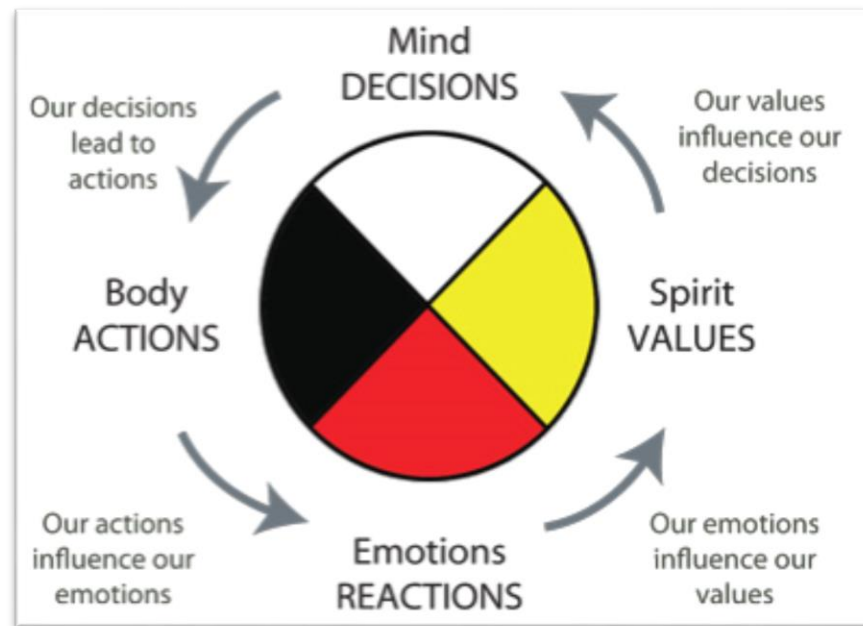 Mind
DECISIONS
Our decisions
lead to
actions
Our values
influence our
decisions
Body
ACTIONS
Spirit
VALUES
Our actions
influence our
emotions
Emotions
REACTIONS
Our emotions
influence our
values